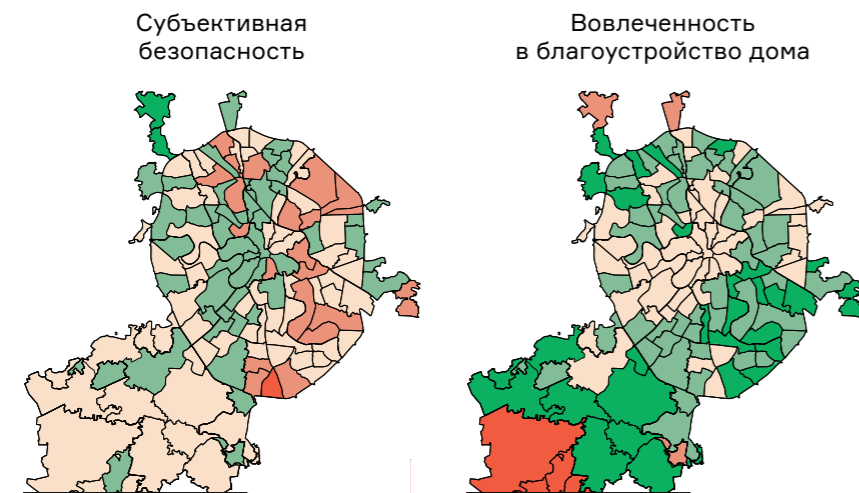 Субъективная
безопасность
Вовлеченность
в благоустройство дома